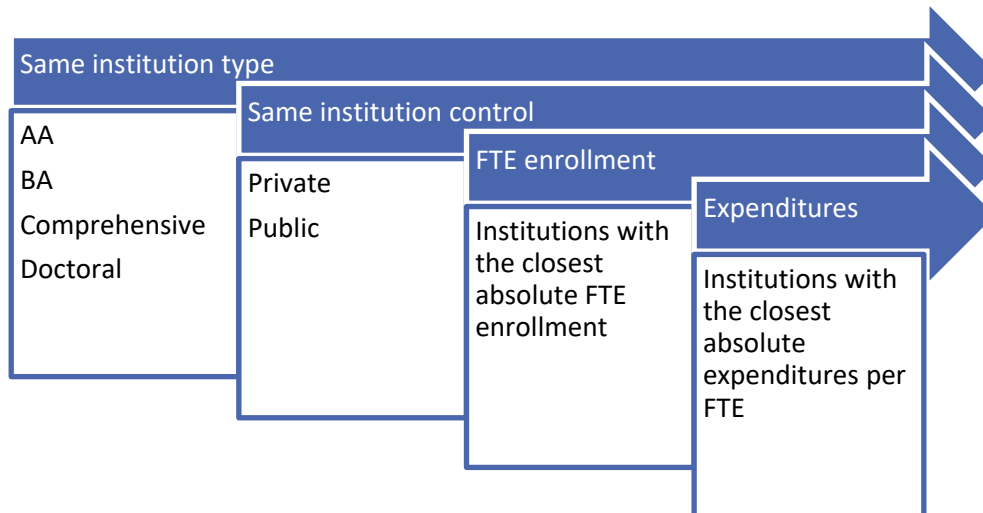 Same institution type
AA
BA
Comprehensive
Doctoral
Same institution control
Private
Public
FTE enrollment
Institutions with
the closest
absolute FTE
enrollment
Expenditures
Institutions with
the closest
absolute
expenditures per
FTE